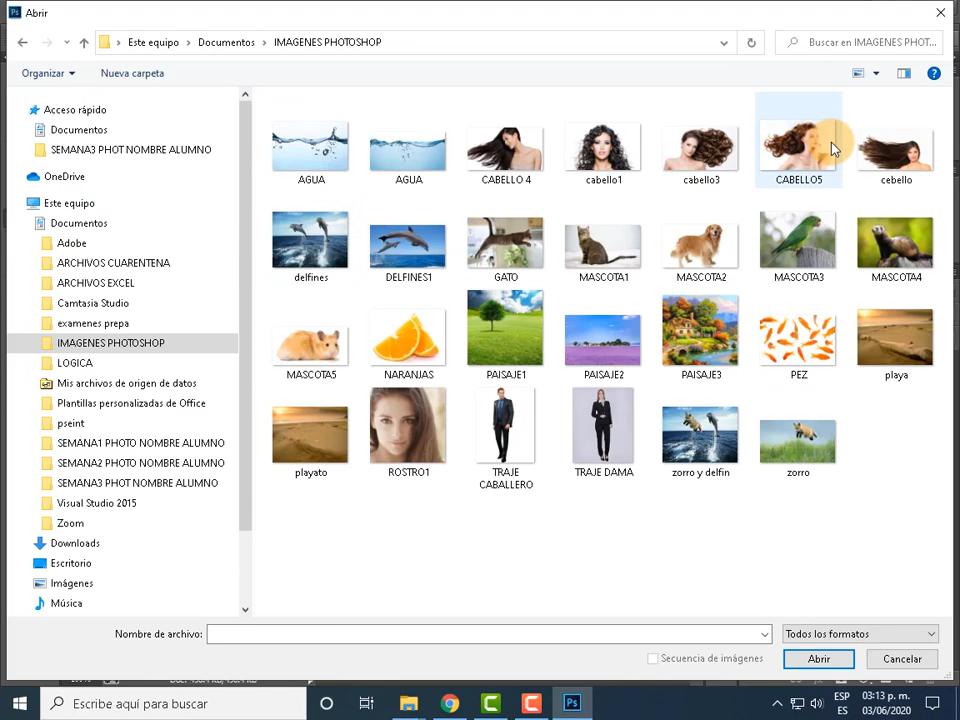 Ps Abrir
Este equipo > Documentos > IMAGENES PHOTOSHOP
Buscar en IMAGENES PHOT...
Organizar
Nueva carpeta
Acceso rápido
Documentos
SEMANA3 PHOT NOMBRE ALUMNO
OneDrive
Este equipo
Documentos
Adobe
ARCHIVOS CUARENTENA
ARCHIVOS EXCEL
Camtasia Studio
examenes prepa
IMAGENES PHOTOSHOP
LOGICA
Mis archivos de origen de datos
Plantillas personalizadas de Office
pseint
SEMANA1 PHOTO NOMBRE ALUMNO
SEMANA2 PHOTO NOMBRE ALUMNO
SEMANA3 PHOT NOMBRE ALUMNO
Visual Studio 2015
Zoom
Downloads
Escritorio
Imágenes
Música
AGUA
AGUA
CABELLO 4
cabello1
cabello3
CABELLO5
cebello
delfines
DELFINES1
GATO
MASCOTA1
MASCOTA2
MASCOTA3
MASCOTA4
MASCOTA5
NARANJAS
PAISAJE1
PAISAJE2
PAISAJE3
PEZ
playa
playato
ROSTRO1
TRAJE
CABALLERO
TRAJE DAMA
zorro y delfin
zorro
Nombre de archivo:
Todos los formatos
Secuencia de imágenes
Abrir
Cancelar
Escribe aquí para buscar
Ps
ESP
ES
03:13 p. m.
03/06/2020